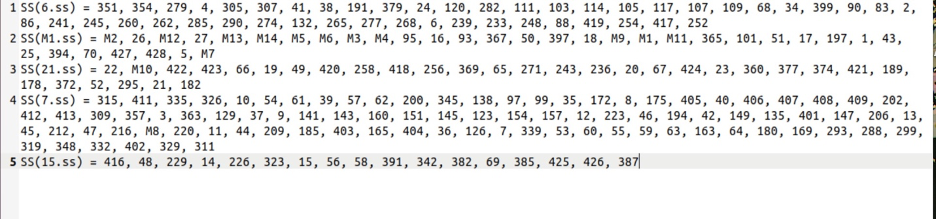 1 SS(6.ss) = 351, 354, 279, 4, 305, 307, 41, 38, 191, 379, 24, 120, 282, 111, 103, 114, 105, 117, 107, 109, 68, 34, 399, 90, 83, 2,
86, 241, 245, 260, 262, 285, 290, 274, 132, 265, 277, 268, 6, 239, 233, 248, 88, 419, 254, 417, 252
2 SS(M1.ss) = M2, 26, M12, 27, M13, M14, M5, M6, M3, M4, 95, 16, 93, 367, 50, 397, 18, M9, M1, M11, 365, 101, 51, 17, 197, 1, 43,
25, 394, 70, 427, 428, 5, M7
3 SS(21.ss) = 22, M10, 422, 423, 66, 19, 49, 420, 258, 418, 256, 369, 65, 271, 243, 236, 20, 67, 424, 23, 360, 377, 374, 421, 189,
178, 372, 52, 295, 21, 182
4 SS(7.ss) = 315, 411, 335, 326, 10, 54, 61, 39, 57, 62, 200, 345, 138, 97, 99, 35, 172, 8, 175, 405, 40, 406, 407, 408, 409, 202,
412, 413, 309, 357, 3, 363, 129, 37, 9, 141, 143, 160, 151, 145, 123, 154, 157, 12, 223, 46, 194, 42, 149, 135, 401, 147, 206, 13,
45, 212, 47, 216, M8, 220, 11, 44, 209, 185, 403, 165, 404, 36, 126, 7, 339, 53, 60, 55, 59, 63, 163, 64, 180, 169, 293, 288, 299,
319, 348, 332, 402, 329, 311
5 SS(15.ss) = 416, 48, 229, 14, 226, 323, 15, 56, 58, 391, 342, 382, 69, 385, 425, 426, 387